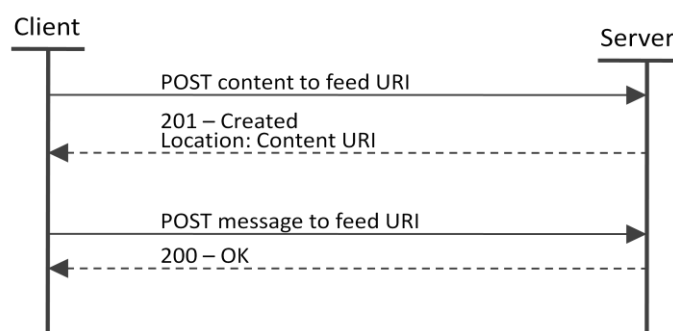 Client
Server
POST content to feed URI
201 – Created
Location: Content URI
POST message to feed URI
200 – OK